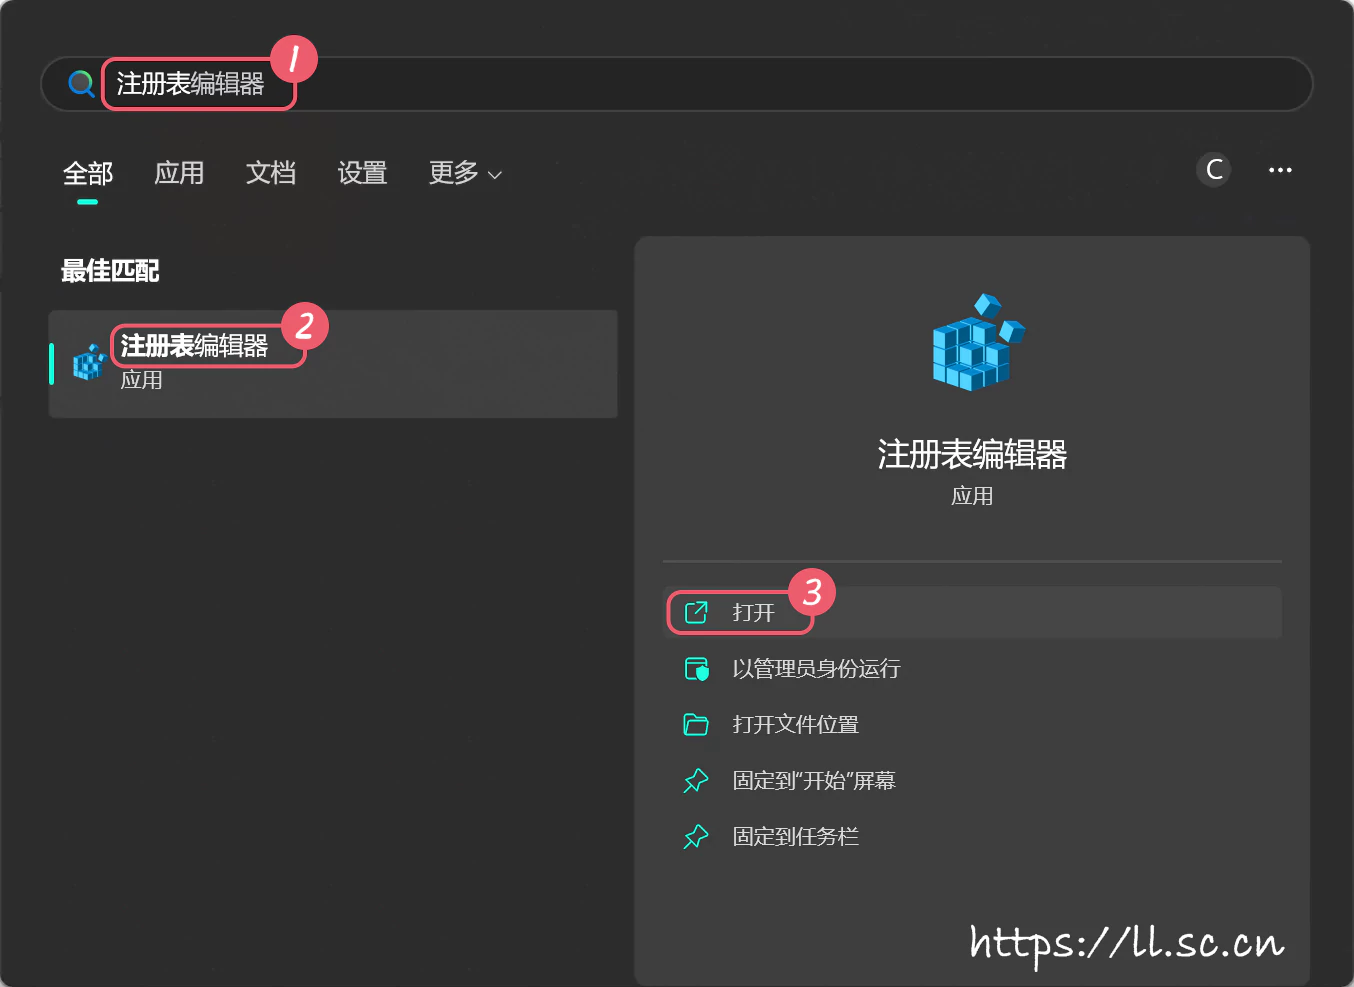 注册表编辑器
1
全部 应用 文档 设置 更多
C
最佳匹配
注册表编辑器
2
应用
注册表编辑器
应用
打开
3
以管理员身份运行
打开文件位置
固定到“开始”屏幕
固定到任务栏
https://ll.sc.cn